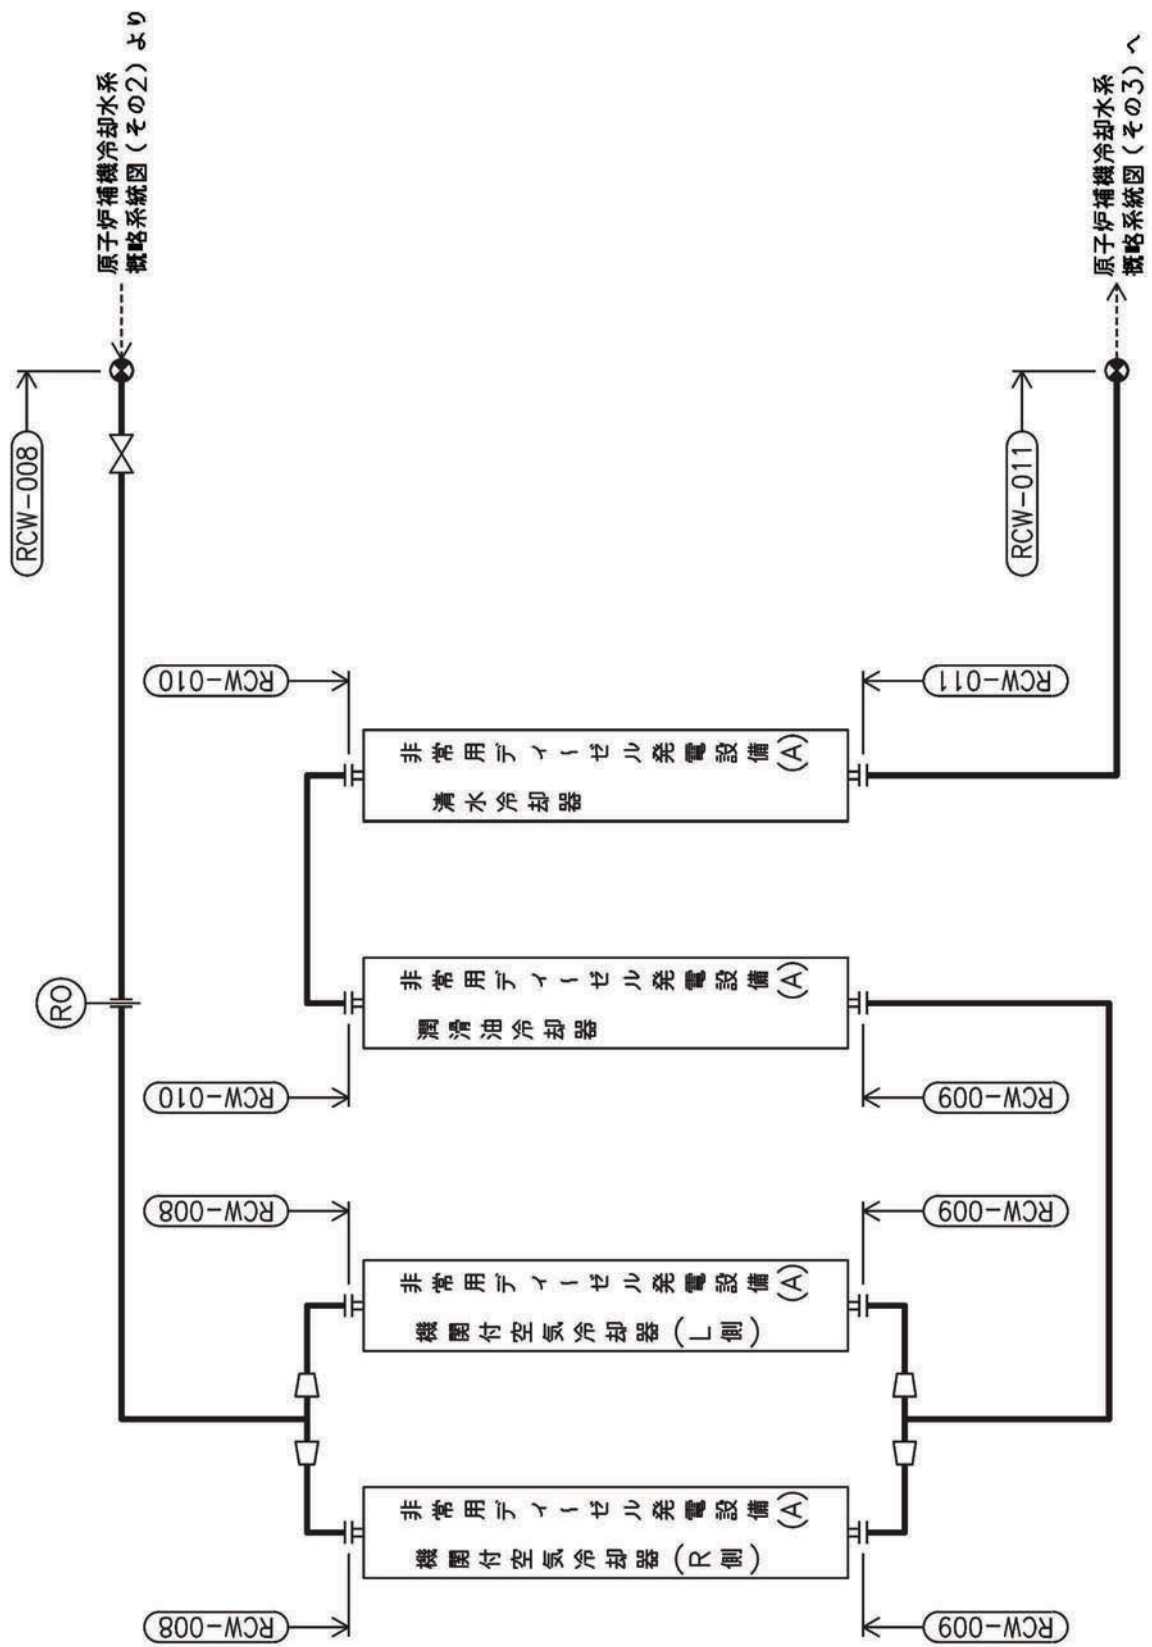 原子炉補機冷却水系
概略系統図（その2）より
RCW-008
RO
RCW-008
非常用ディーゼル発電設備(A)
機関付空気冷却器(R側)
RCW-009
RCW-008
非常用ディーゼル発電設備(A)
機関付空気冷却器(L側)
RCW-009
RCW-010
非常用ディーゼル発電設備(A)
潤滑油冷却器
RCW-009
RCW-010
非常用ディーゼル発電設備(A)
清水冷却器
RCW-011
RCW-011
原子炉補機冷却水系
概略系統図（その3）へ